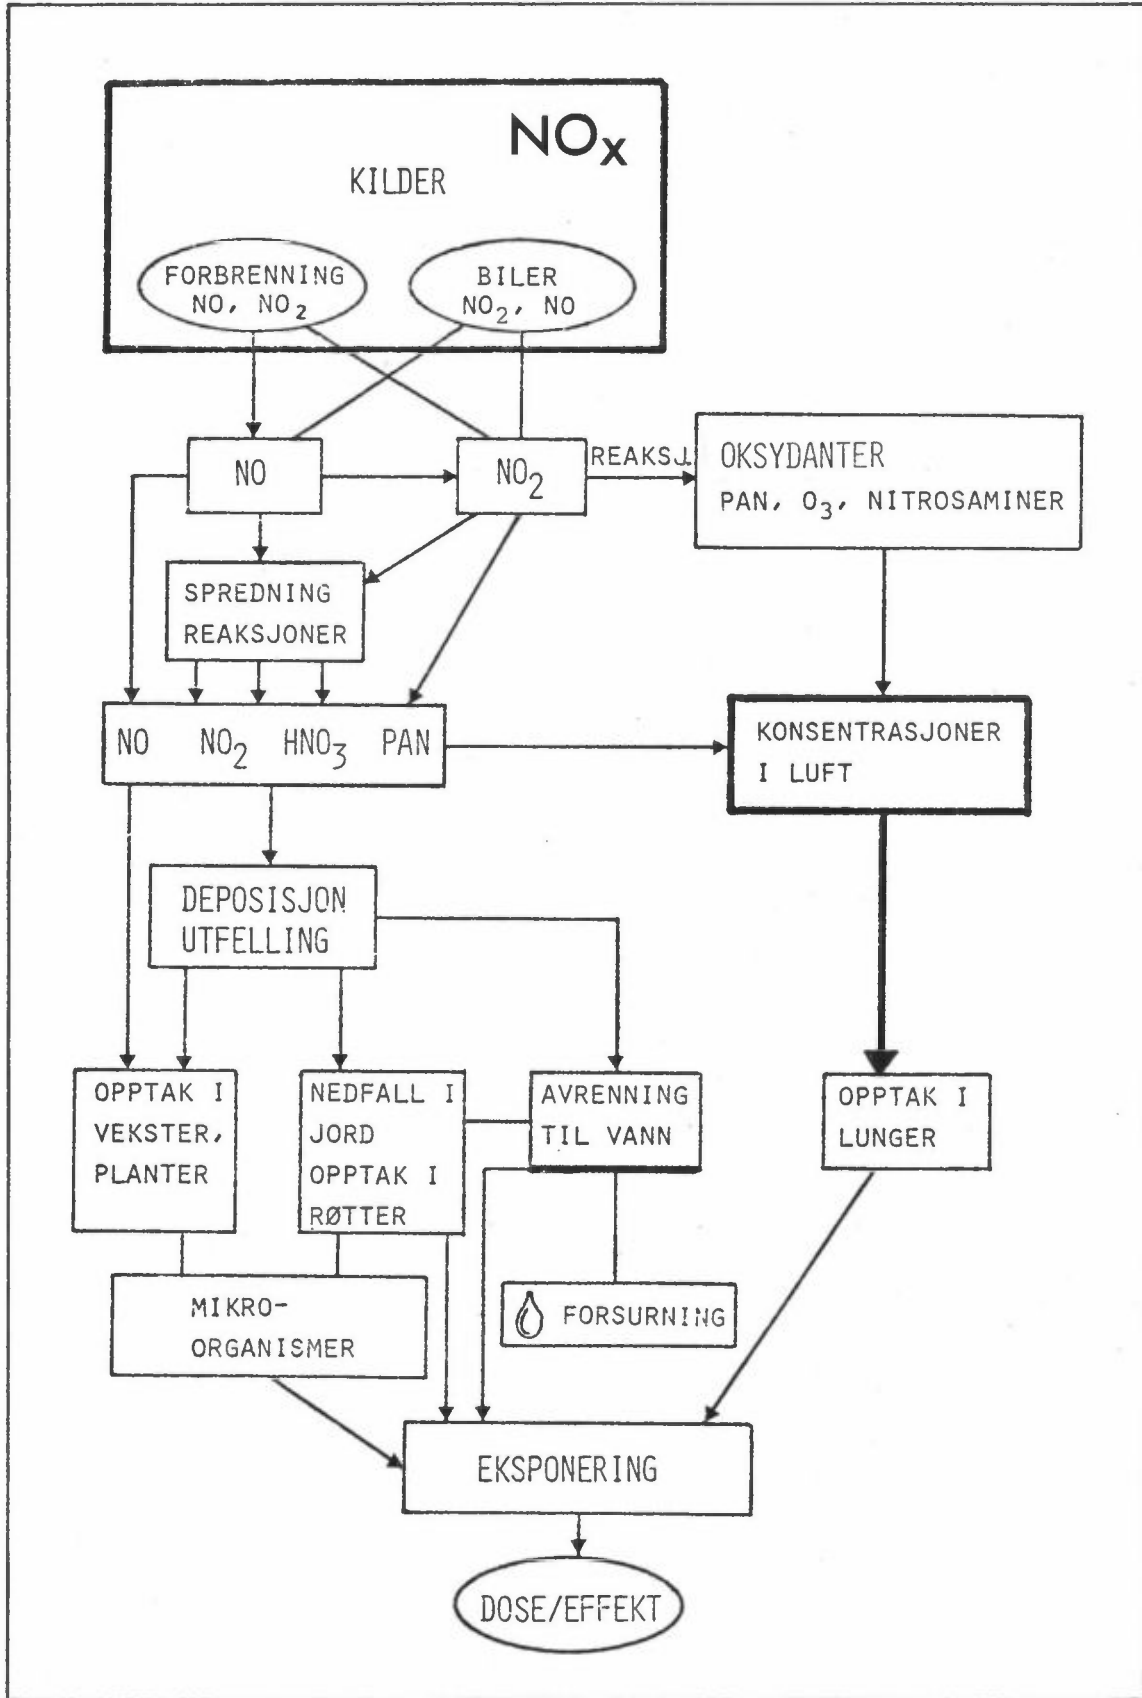 NOx
KILDER
FORBRENNING
NO, NO2
BILER
NO2, NO
NO
NO2
REAKSJ.
OKSYDANTER
PAN, O3, NITROSAMINER
SPREDNING
REAKSJONER
NO NO2 HNO3 PAN
KONSENTRASJONER
I LUFT
DEPOSISJON
UTFELLING
OPPTAK I
VEKSTER,
PLANTER
NEDFALL I
JORD
OPPTAK I
RØTTER
AVRENNING
TIL VANN
OPPTAK I
LUNGER
MIKRO-
ORGANISMER
FORSURNING
EKSPONERING
DOSE/EFFEKT